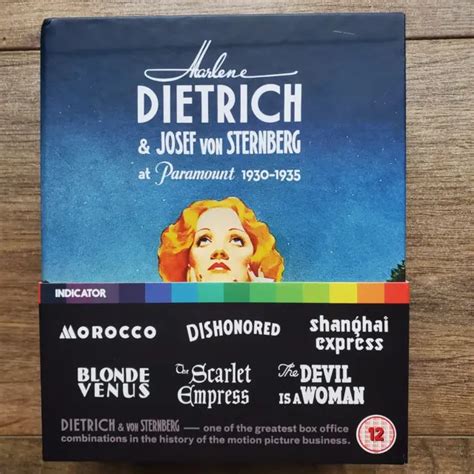 Marlene
DIETRICH
& JOSEF von STERNBERG
at Paramount 1930-1935
INDICATOR
MOROCCO
DISHONORED
shanghai
express
BLONDE
VENUS
The Scarlet
Empress
The DEVIL
IS A WOMAN
DIETRICH & von STERNBERG — one of the greatest box office
combinations in the history of the motion picture business.
12